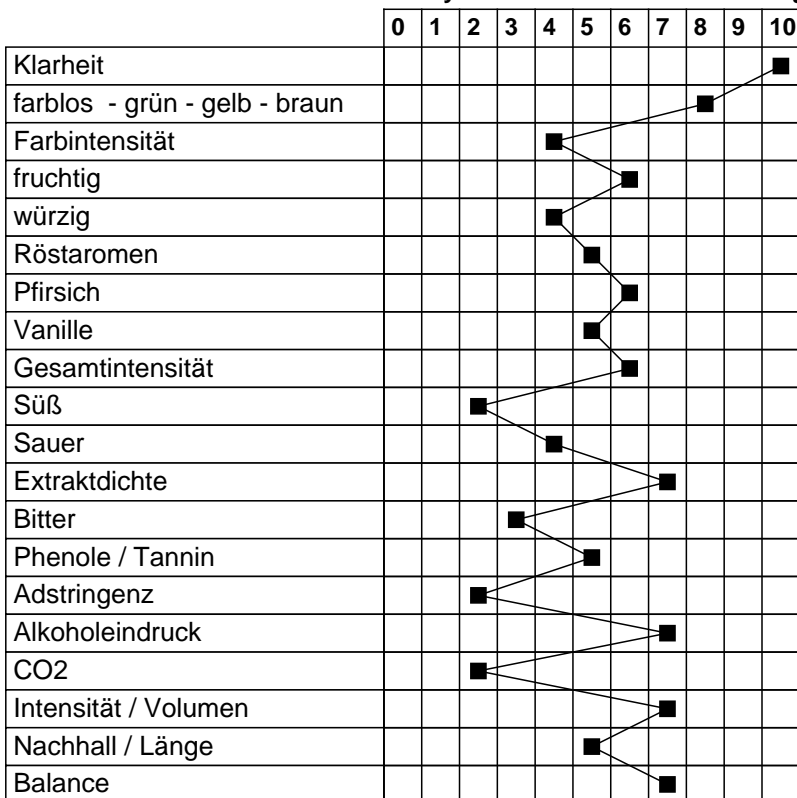 0 1 2 3 4 5 6 7 8 9 10
Klarheit
farblos - grün - gelb - braun
Farbintensität
fruchtig
würzig
Röstaromen
Pfirsich
Vanille
Gesamtintensität
Süß
Sauer
Extraktdichte
Bitter
Phenole / Tannin
Adstringenz
Alkoholeindruck
CO2
Intensität / Volumen
Nachhall / Länge
Balance